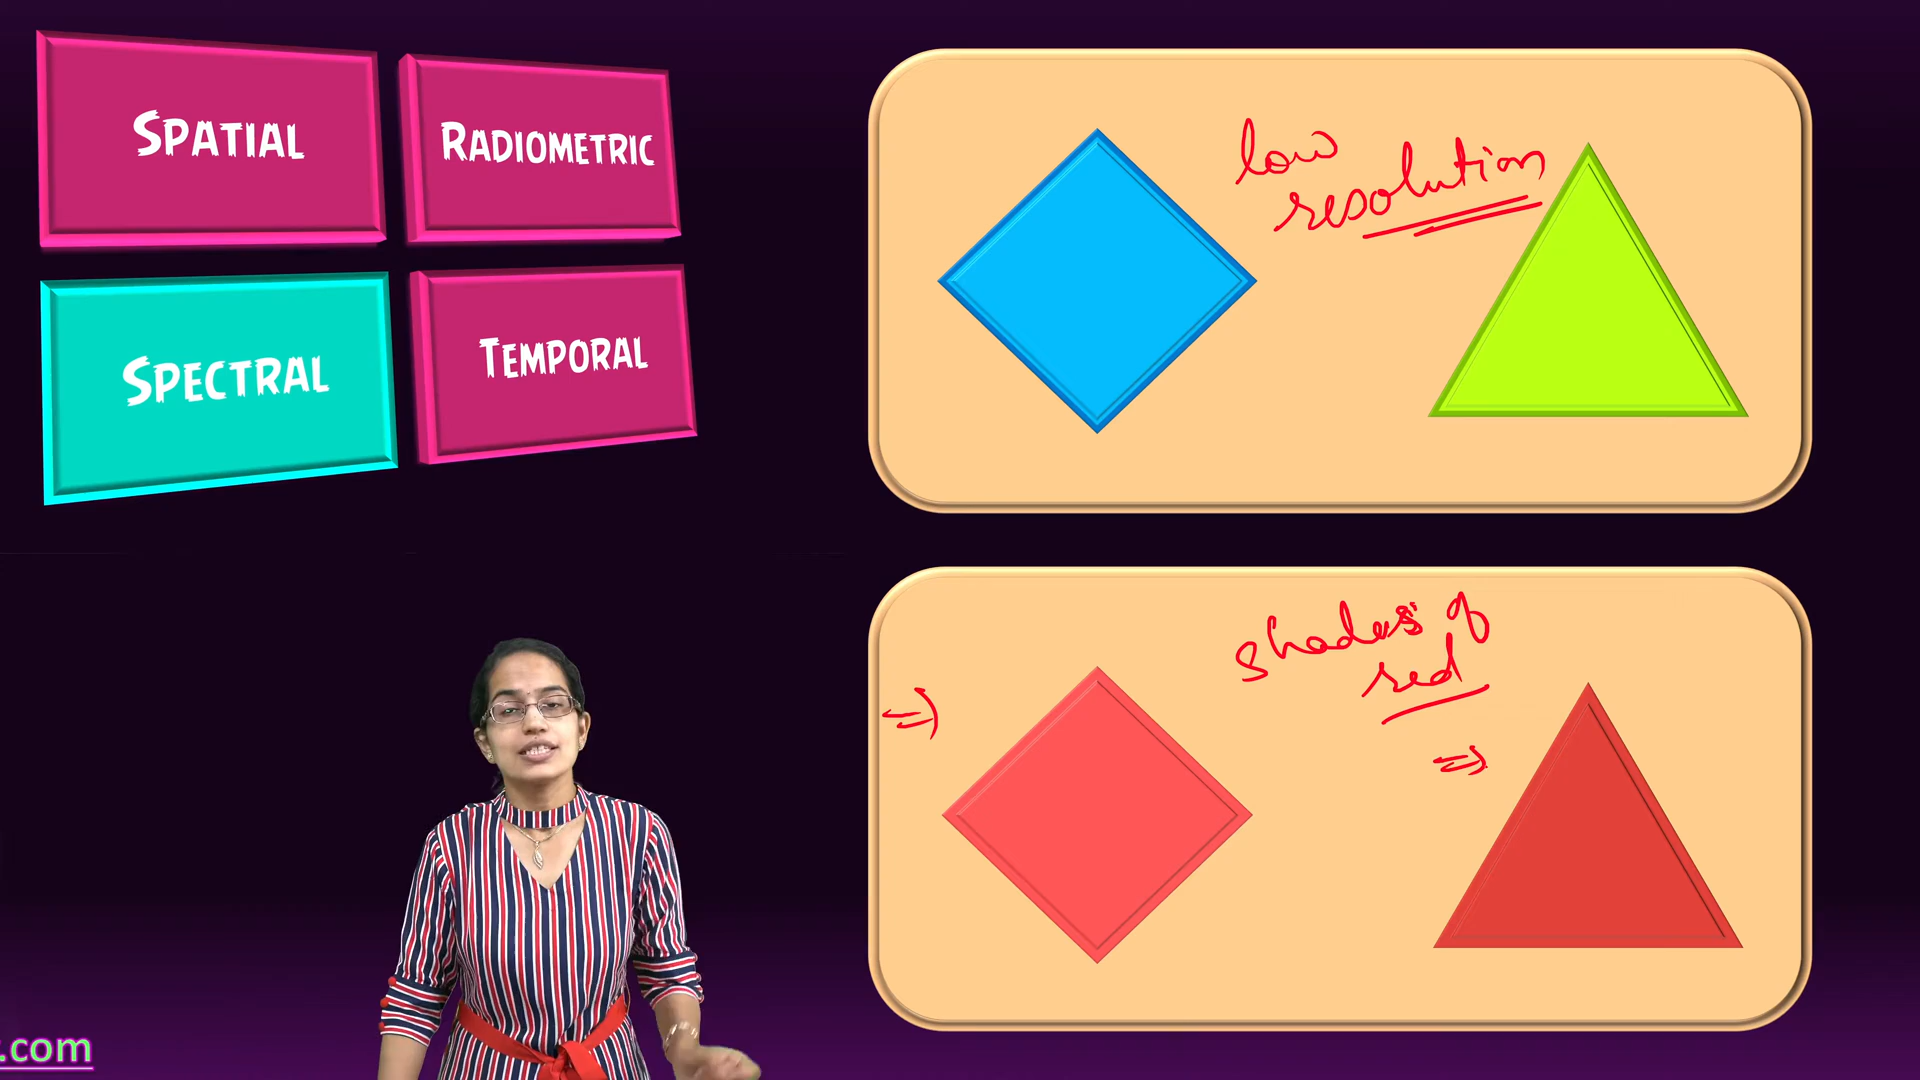 SPATIAL
RADIOMETRIC
SPECTRAL
TEMPORAL
low
resolution
shades of
red
.com